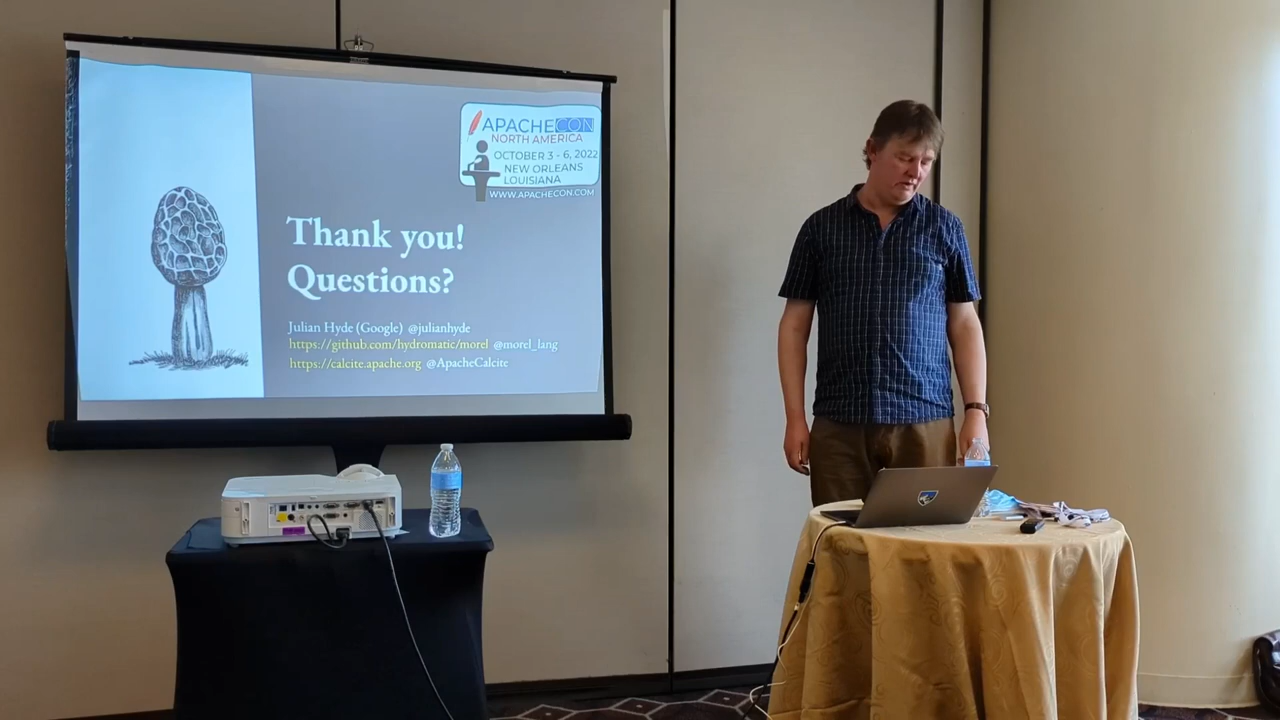 APACHECON
NORTH AMERICA
OCTOBER 3 - 6, 2022
NEW ORLEANS
LOUISIANA
WWW.APACHECON.COM
Thank you!
Questions?
Julian Hyde (Google) @julianhyde
https://github.com/hydromatic/morel @morel_lang
https://calcite.apache.org @ApacheCalcite